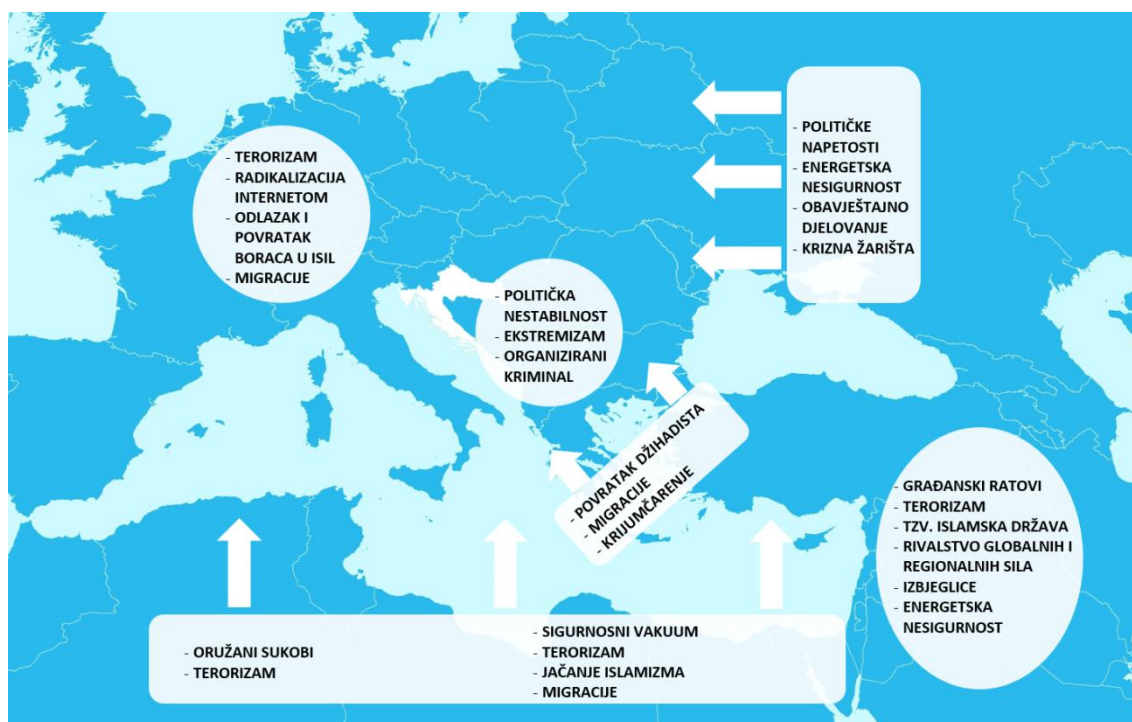 - TERORIZAM
- RADIKALIZACIJA
INTERNETOM
- ODLAZAK I
POVRATAK
BORACA U ISIL
- MIGRACIJE
- POLITIČKE
NAPETOSTI
- ENERGETSKA
NESIGURNOST
- OBAVJEŠTAJNO
DJELOVANJE
- KRIZNA ŽARIŠTA
- POLITIČKA
NESTABILNOST
- EKSTREMIZAM
- ORGANIZIRANI
KRIMINAL
- POVRATAK DŽIHADISTA
- MIGRACIJE
- KRIJUMČARENJE
- GRAĐANSKI RATOVI
- TERORIZAM
- TZV. ISLAMSKA DRŽAVA
- RIVALSTVO GLOBALNIH I
REGIONALNIH SILA
- IZBJEGLICE
- ENERGETSKA
NESIGURNOST
- ORUŽANI SUKOBI
- TERORIZAM
- SIGURNOSNI VAKUUM
- TERORIZAM
- JAČANJE ISLAMIZMA
- MIGRACIJE